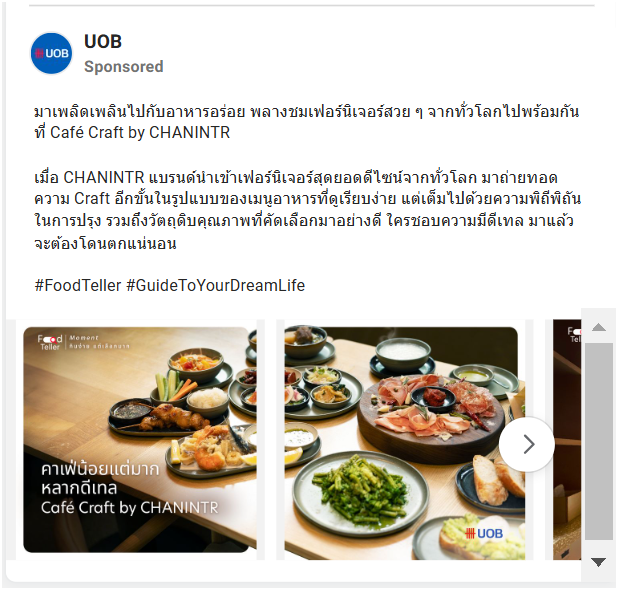 UOB
UOB
Sponsored
มาเพลิดเพลินไปกับอาหารอร่อย พลางชมเฟอร์นิเจอร์สวย ๆ จากทั่วโลกไปพร้อมกัน
ที่ Café Craft by CHANINTR
เมื่อ CHANINTR แบรนด์นำเข้าเฟอร์นิเจอร์สุดยอดดีไซน์จากทั่วโลก มาถ่ายทอด
ความ Craft อีกขั้นในรูปแบบของเมนูอาหารที่ดูเรียบง่าย แต่เต็มไปด้วยความพิถีพิถัน
ในการปรุง รวมถึงวัตถุดิบคุณภาพที่คัดเลือกมาอย่างดี ใครชอบความมีดีเทล มาแล้ว
จะต้องโดนตกแน่นอน
#FoodTeller #GuideToYourDreamLife
Food
Teller
Moment
คาเฟ่น้อยแต่มาก
หลากดีเทล
Café Craft by CHANINTR
UOB
Teller